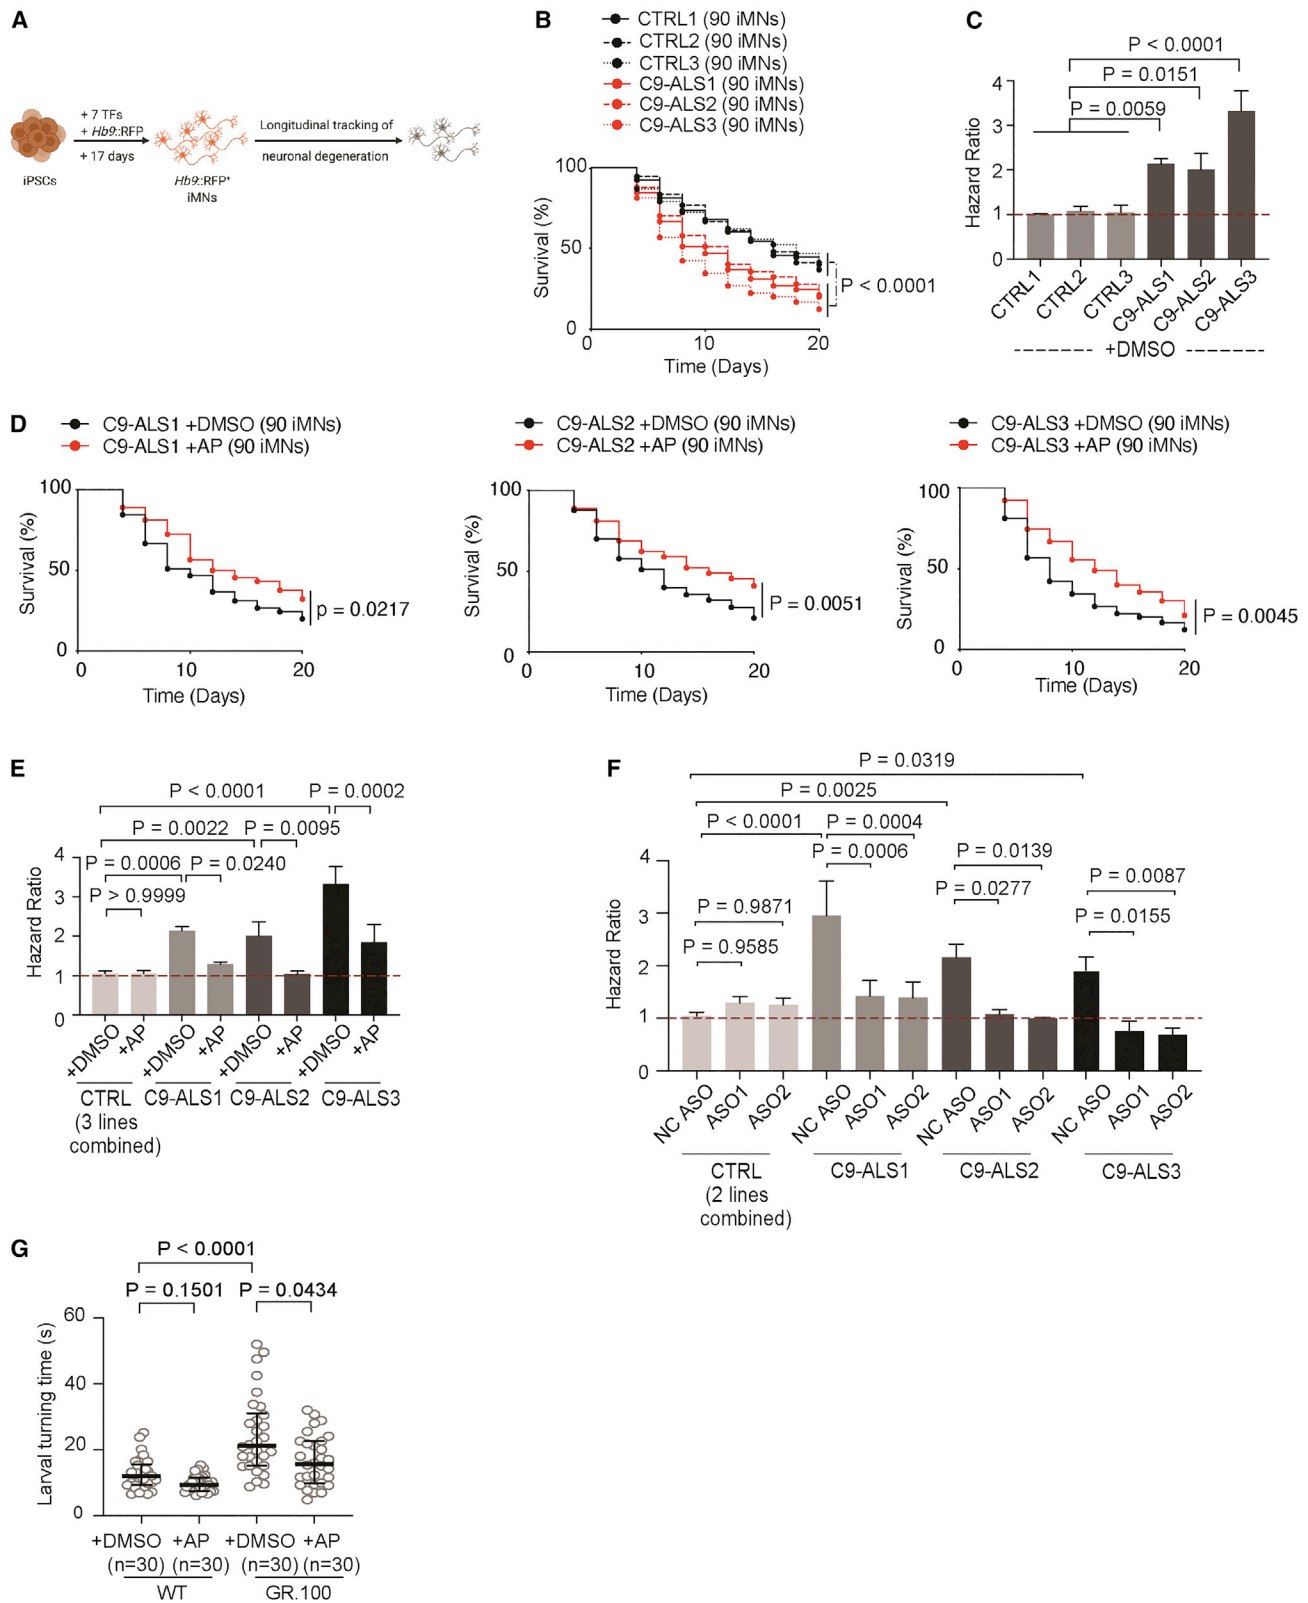 A
+ 7 TFs
+ Hb9::RFP
+ 17 days
iPSCs
Hb9::RFP+
iMNs
Longitudinal tracking of
neuronal degeneration
B
CTRL1 (90 iMNs)
CTRL2 (90 iMNs)
CTRL3 (90 iMNs)
C9-ALS1 (90 iMNs)
C9-ALS2 (90 iMNs)
C9-ALS3 (90 iMNs)
Survival (%)
100
50
0
10
20
Time (Days)
P < 0.0001
C
P < 0.0001
P = 0.0151
P = 0.0059
Hazard Ratio
4
3
2
1
0
CTRL1
CTRL2
CTRL3
C9-ALS1
C9-ALS2
C9-ALS3
+DMSO
D
C9-ALS1 +DMSO (90 iMNs)
C9-ALS1 +AP (90 iMNs)
Survival (%)
100
50
0
0
10
20
Time (Days)
p = 0.0217
C9-ALS2 +DMSO (90 iMNs)
C9-ALS2 +AP (90 iMNs)
Survival (%)
100
50
0
0
10
20
Time (Days)
P = 0.0051
C9-ALS3 +DMSO (90 iMNs)
C9-ALS3 +AP (90 iMNs)
Survival (%)
100
50
0
0
10
20
Time (Days)
P = 0.0045
E
P < 0.0001
P = 0.0002
P = 0.0022
P = 0.0095
P = 0.0006
P = 0.0240
P > 0.9999
Hazard Ratio
4
3
2
1
0
+DMSO
+AP
+DMSO
+AP
+DMSO
+AP
+DMSO
+AP
CTRL
(3 lines
combined)
C9-ALS1
C9-ALS2
C9-ALS3
F
P = 0.0319
P = 0.0025
P < 0.0001
P = 0.0004
P = 0.0006
P = 0.0139
P = 0.0277
P = 0.0087
P = 0.0155
P = 0.9871
P = 0.9585
Hazard Ratio
4
3
2
1
0
NC ASO
ASO1
ASO2
NC ASO
ASO1
ASO2
NC ASO
ASO1
ASO2
NC ASO
ASO1
ASO2
CTRL
(2 lines
combined)
C9-ALS1
C9-ALS2
C9-ALS3
G
P < 0.0001
P = 0.1501
P = 0.0434
Larval turning time (s)
60
40
20
0
+DMSO
(n=30)
+AP
(n=30)
+DMSO
(n=30)
+AP
(n=30)
WT
GR.100